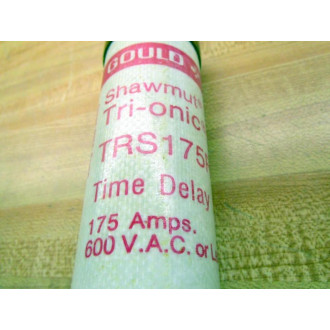 GOULD
Shawmut
Tri-onic
TRS175
Time Delay
175 Amps.
600 V.A.C. or